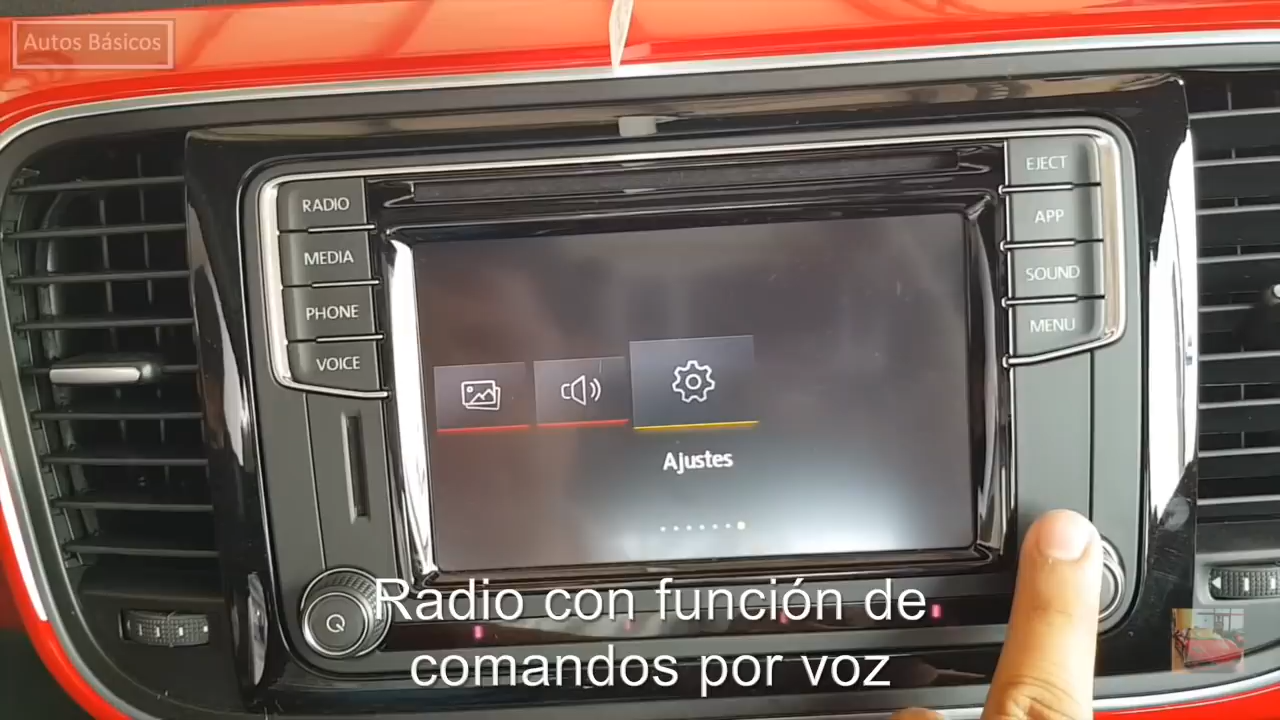 Autos Básicos
RADIO
MEDIA
PHONE
VOICE
EJECT
APP
SOUND
MENU
Ajustes
Radio con función de
comandos por voz